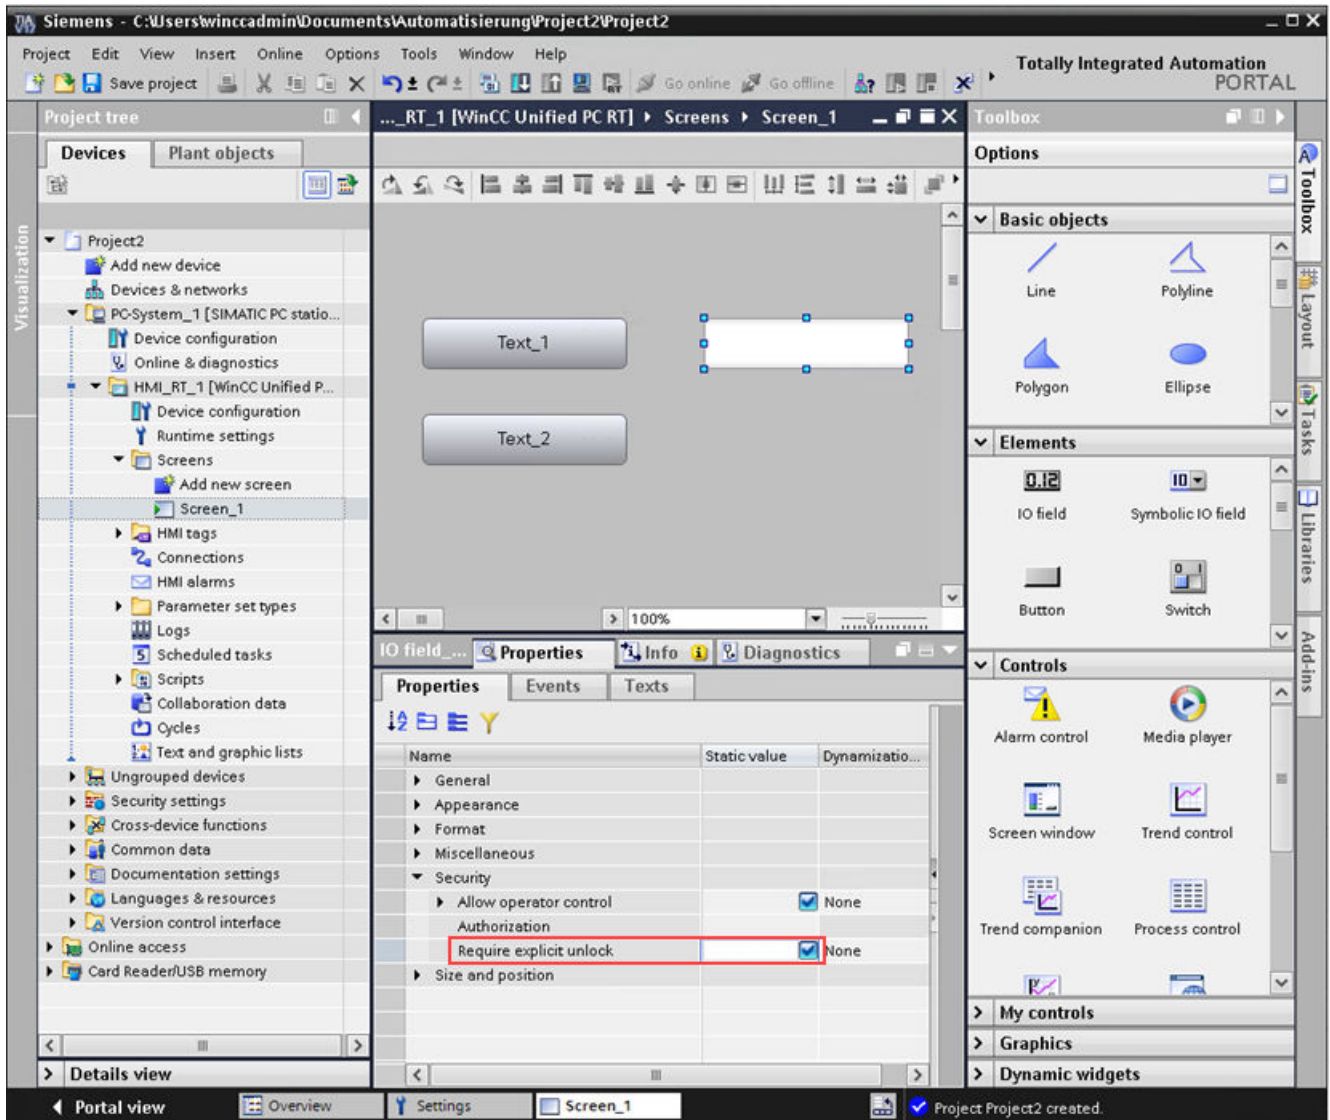 Siemens - C:\Users\winccadmin\Documents\Automatisierung\Project2\Project2
Project Edit View Insert Online Options Tools Window Help
Totally Integrated Automation
PORTAL
Save project Go online Go offline
Project tree
Devices Plant objects
Visualization
Project2
Add new device
Devices & networks
PC-System_1 [SIMATIC PC statio...
Device configuration
Online & diagnostics
HMI_RT_1 [WinCC Unified P...
Device configuration
Runtime settings
Screens
Add new screen
Screen_1
HMI tags
Connections
HMI alarms
Parameter set types
Logs
Scheduled tasks
Scripts
Collaboration data
Cycles
Text and graphic lists
Ungrouped devices
Security settings
Cross-device functions
Common data
Documentation settings
Languages & resources
Version control interface
Online access
Card Reader/USB memory
Details view
..._RT_1 [WinCC Unified PC RT] Screens Screen_1
Text_1
Text_2
100%
IO field_... Properties Info Diagnostics
Properties Events Texts
Name Static value Dynamizatio...
General
Appearance
Format
Miscellaneous
Security
Allow operator control None
Authorization
Require explicit unlock None
Size and position
Toolbox
Options
Basic objects
Line Polyline
Polygon Ellipse
Elements
0.12 10
IO field Symbolic IO field
0 1
Button Switch
Controls
Alarm control Media player
Screen window Trend control
Trend companion Process control
My controls
Graphics
Dynamic widgets
Toolbox
Layout
Tasks
Libraries
Add-ins
Portal view Overview Settings Screen_1 Project Project2 created.